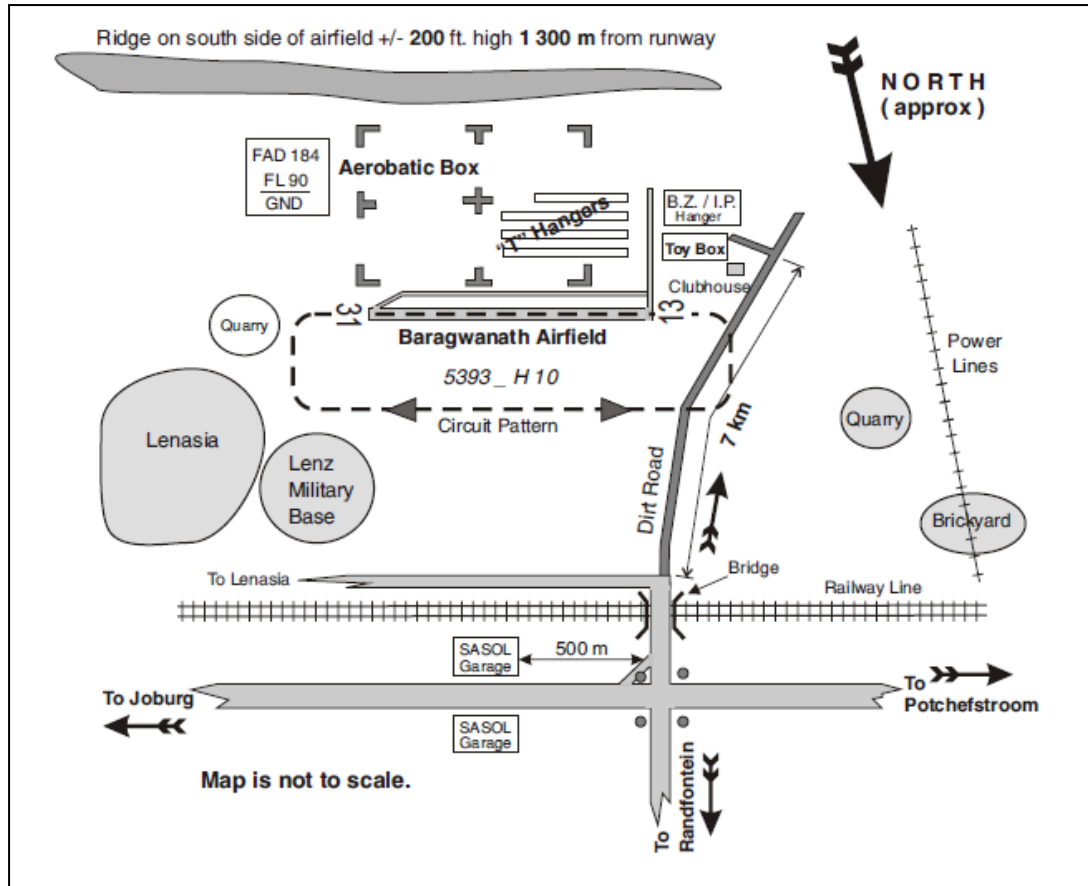 Ridge on south side of airfield +/- 200 ft. high 1 300 m from runway
NORTH
( approx )
FAD 184
FL 90
GND
Aerobatic Box
"T" Hangers
B.Z. / I.P.
Hanger
Toy Box
Clubhouse
31
13
Quarry
Baragwanath Airfield
5393 _ H 10
Circuit Pattern
Power
Lines
Quarry
7 km
Lenasia
Lenz
Military
Base
Dirt Road
Brickyard
To Lenasia
Bridge
Railway Line
SASOL
Garage
500 m
To Joburg
To
Potchefstroom
SASOL
Garage
To
Randfontein
Map is not to scale.